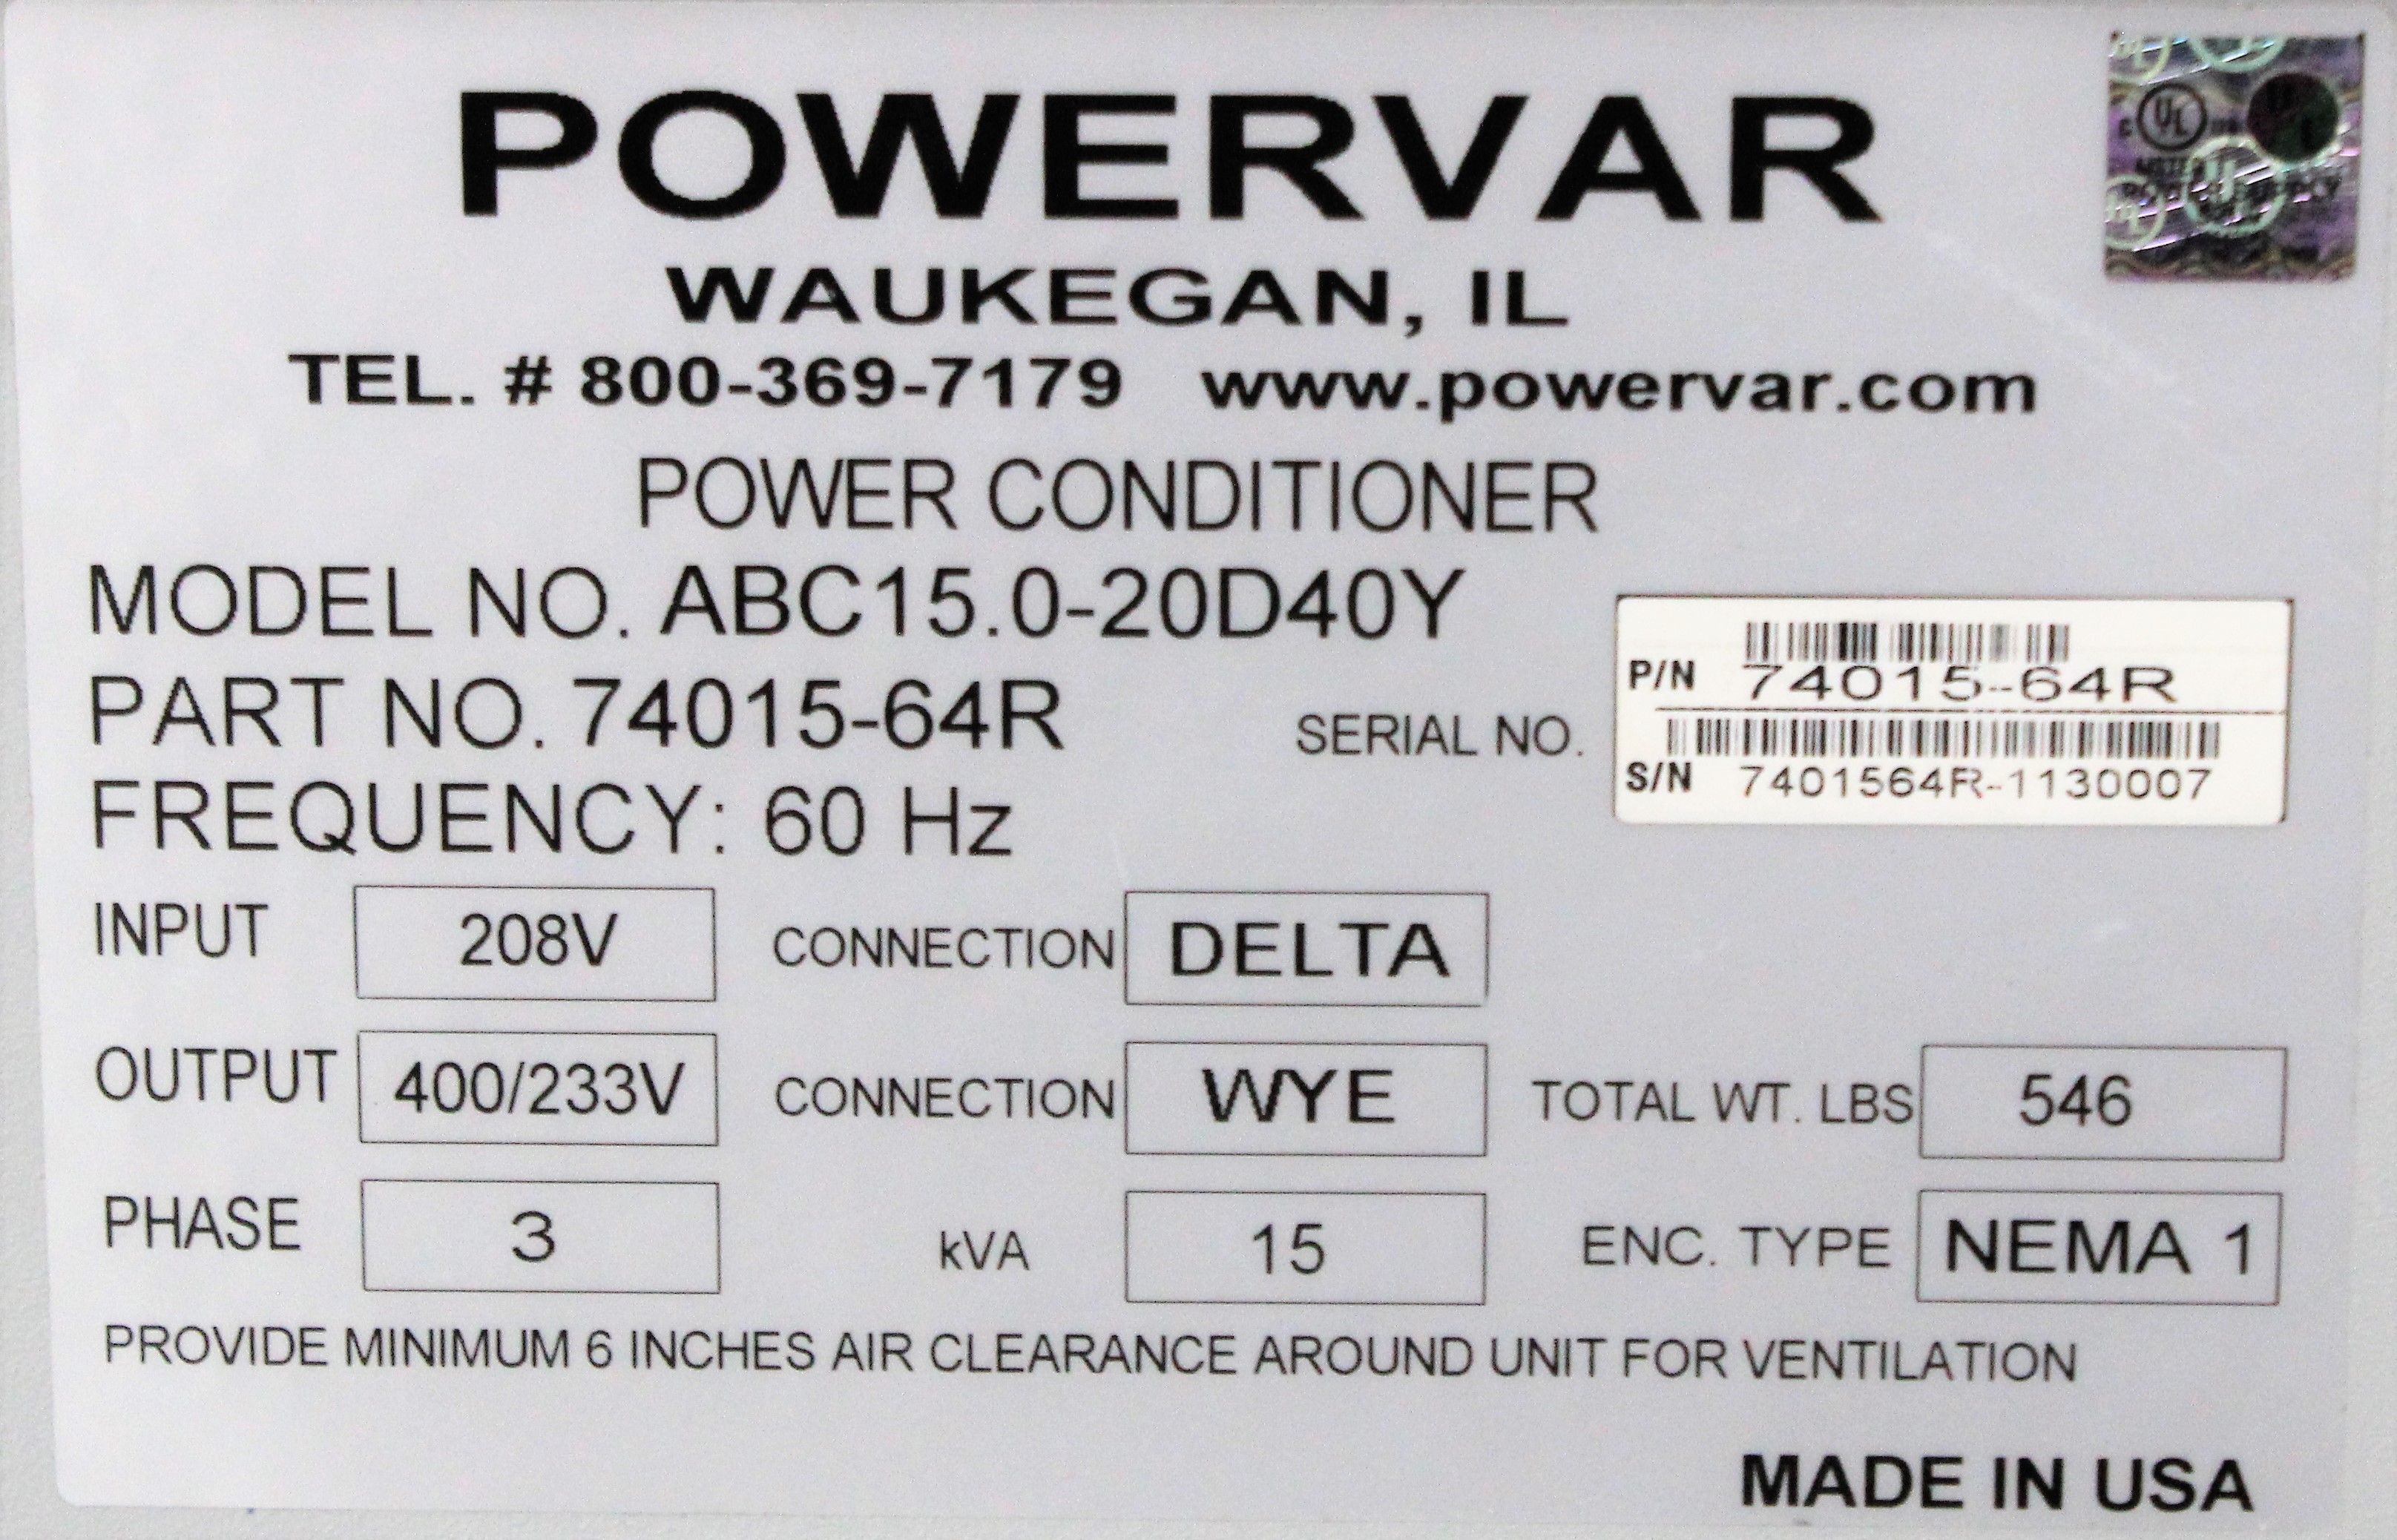 POWERVAR
WAUKEGAN, IL
TEL. # 800-369-7179 www.powervar.com
POWER CONDITIONER
MODEL NO. ABC15.0-20D40Y
PART NO. 74015-64R
P/N 74015-64R
SERIAL NO.
S/N 7401564R-1130007
FREQUENCY: 60 Hz
INPUT 208V CONNECTION DELTA
OUTPUT 400/233V CONNECTION WYE TOTAL WT. LBS 546
PHASE 3 kVA 15 ENC. TYPE NEMA 1
PROVIDE MINIMUM 6 INCHES AIR CLEARANCE AROUND UNIT FOR VENTILATION
MADE IN USA
UL